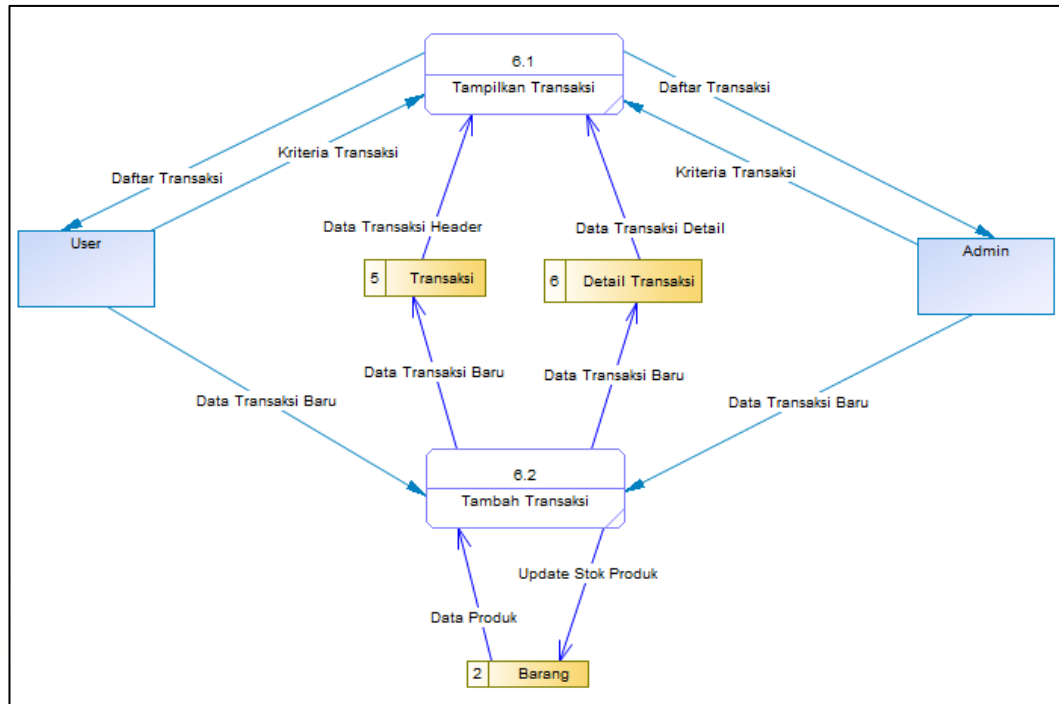 6.1
Tampilkan Transaksi
Daftar Transaksi
Kriteria Transaksi
Kriteria Transaksi
Daftar Transaksi
User
Data Transaksi Header
Data Transaksi Detail
Admin
5 Transaksi
6 Detail Transaksi
Data Transaksi Baru
Data Transaksi Baru
Data Transaksi Baru
Data Transaksi Baru
6.2
Tambah Transaksi
Update Stok Produk
Data Produk
2 Barang